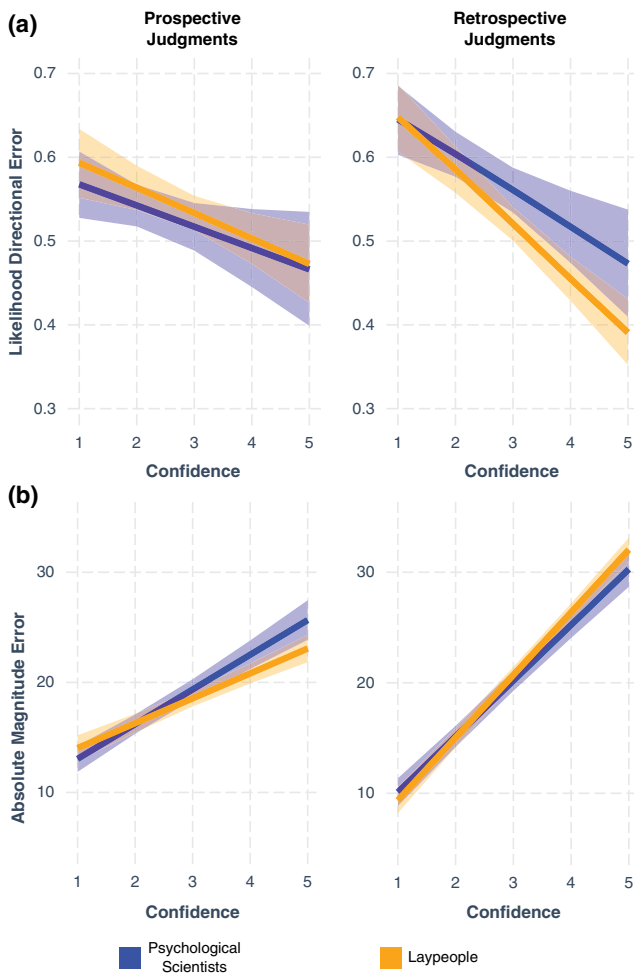 (a)
Prospective
Judgments
Retrospective
Judgments
Likelihood Directional Error
0.7
0.6
0.5
0.4
0.3
1 2 3 4 5
Confidence
0.7
0.6
0.5
0.4
0.3
1 2 3 4 5
Confidence
(b)
Absolute Magnitude Error
30
20
10
1 2 3 4 5
Confidence
30
20
10
1 2 3 4 5
Confidence
Psychological
Scientists
Laypeople